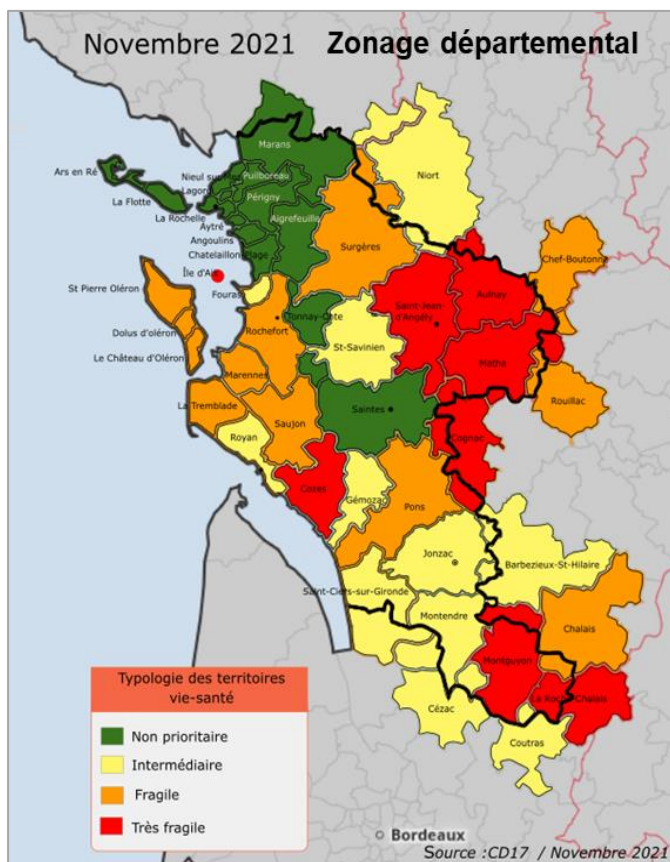 Novembre 2021 Zonage départemental
Marans
Ars en Ré
Nieul sur
Puilboreau
Niort
Lagord
La Flotte
Périgny
La Rochelle
Aytré
Aigrefeuille
Angoulins
Surgères
Chatelaillon Plage
Chef-Boutonne
Île d'Aix
St Pierre Oléron
Fouras
Aulnay
Saint-Jean-
d'Angély
Tonnay-Cha
Rochefort
Dolus d'oléron
St-Savinien
Le Château d'Oléron
Matha
Marennes
Rouillac
La Tremblade
Saintes
Saujon
Royan
Cognac
Cozes
Gémozac
Pons
Jonzac
Barbezieux-St-Hilaire
Saint-Ciers-sur-Gironde
Montendre
Chalais
Montguyon
La Roche-Chalais
Cézac
Coutras
Typologie des territoires
vie-santé
Non prioritaire
Intermédiaire
Fragile
Très fragile
Bordeaux
Source :CD17 / Novembre 2021